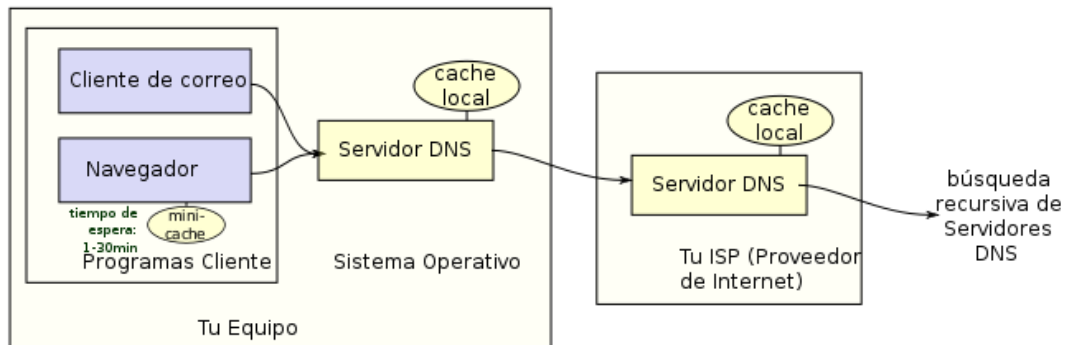 Cliente de correo
Navegador
tiempo de
espera:
1-30min
mini-
cache
Programas Cliente
cache
local
Servidor DNS
Sistema Operativo
Tu Equipo
cache
local
Servidor DNS
Tu ISP (Proveedor
de Internet)
búsqueda
recursiva de
Servidores
DNS